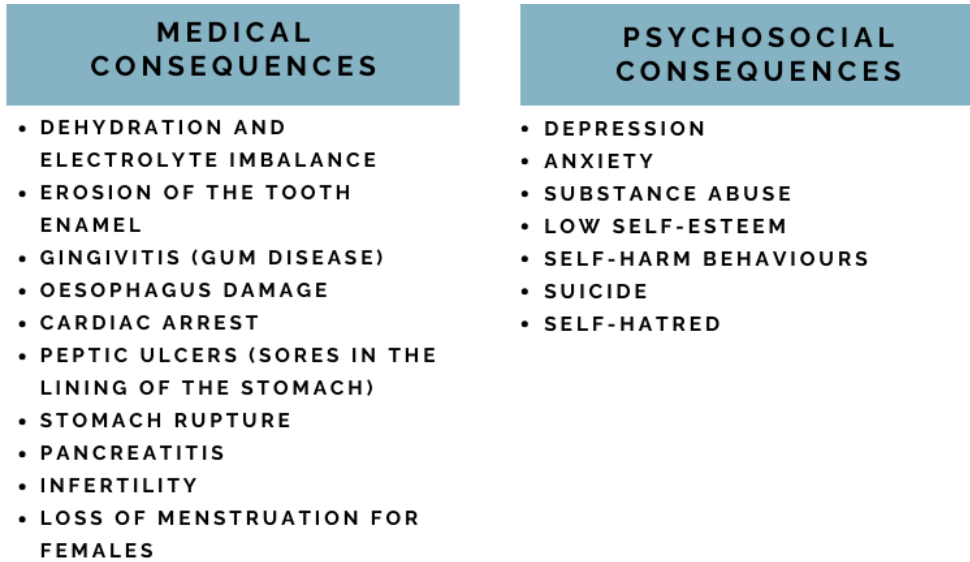 MEDICAL
CONSEQUENCES
• DEHYDRATION AND
ELECTROLYTE IMBALANCE
• EROSION OF THE TOOTH
ENAMEL
• GINGIVITIS (GUM DISEASE)
• OESOPHAGUS DAMAGE
• CARDIAC ARREST
• PEPTIC ULCERS (SORES IN THE
LINING OF THE STOMACH)
• STOMACH RUPTURE
• PANCREATITIS
• INFERTILITY
• LOSS OF MENSTRUATION FOR
FEMALES
PSYCHOSOCIAL
CONSEQUENCES
• DEPRESSION
• ANXIETY
• SUBSTANCE ABUSE
• LOW SELF-ESTEEM
• SELF-HARM BEHAVIOURS
• SUICIDE
• SELF-HATRED